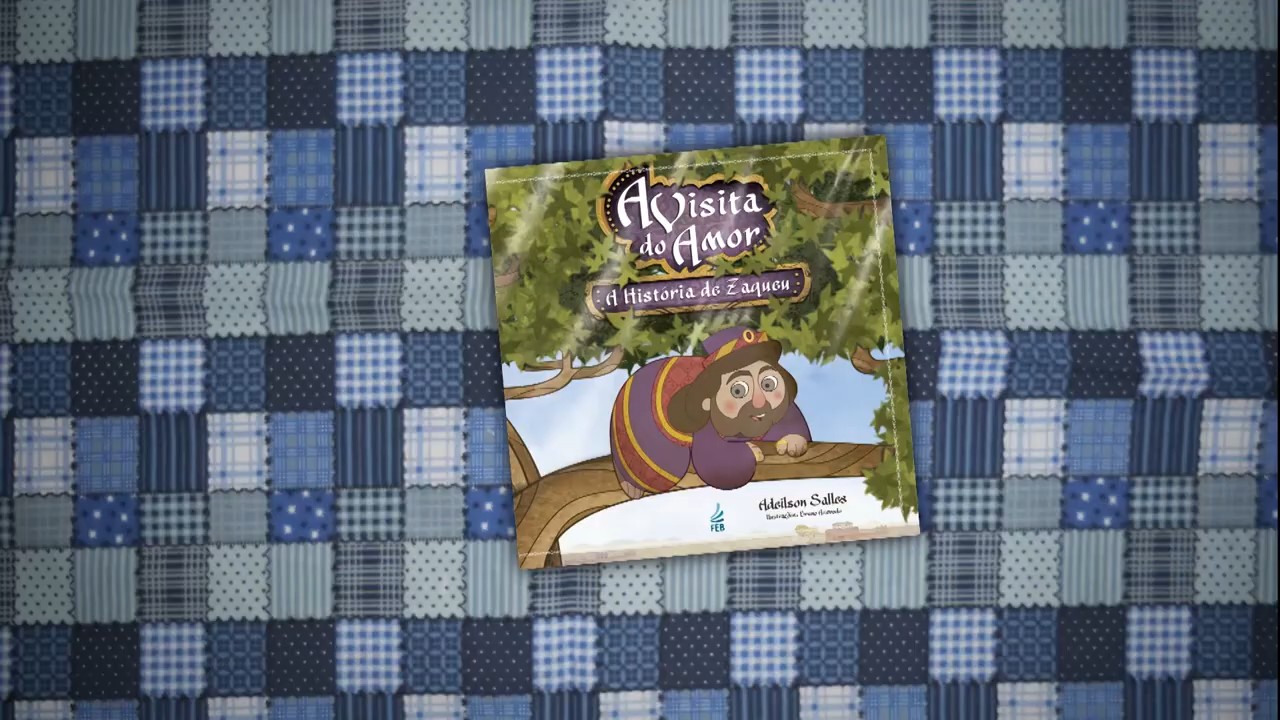 A Visita
do Amor
A História de Zaqueu
Adeilson Salles
FEB